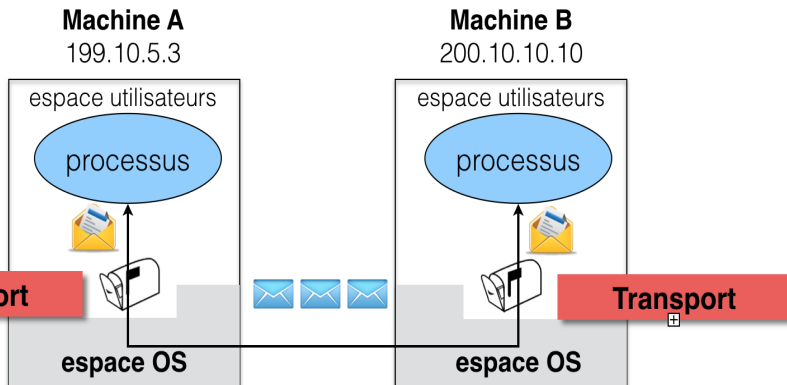 Machine A
199.10.5.3
Machine B
200.10.10.10
espace utilisateurs
processus
espace utilisateurs
processus
ort
Transport
espace OS
espace OS